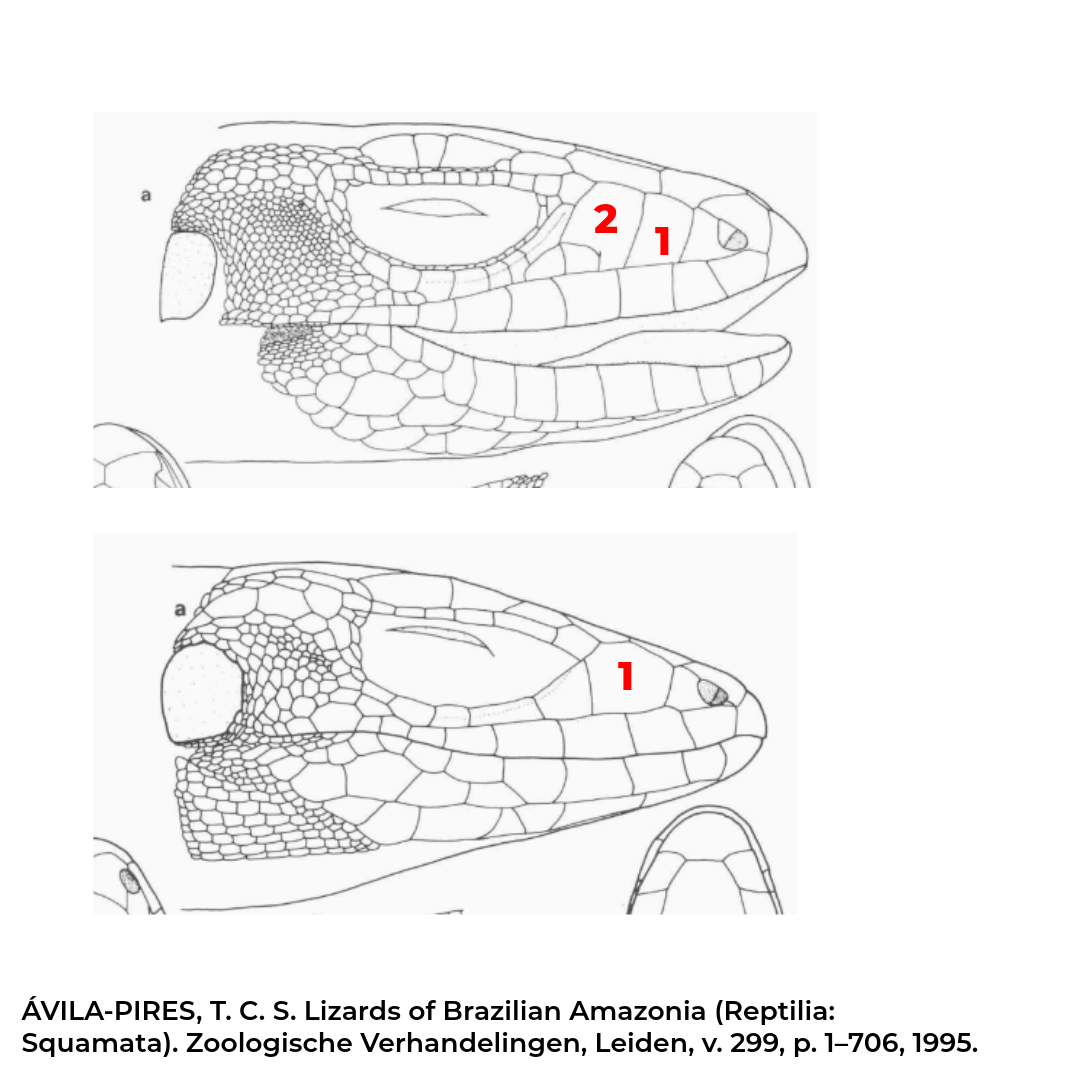 a
2
1
a
1
ÁVILA-PIRES, T. C. S. Lizards of Brazilian Amazonia (Reptilia:
Squamata). Zoologische Verhandelingen, Leiden, v. 299, p. 1–706, 1995.